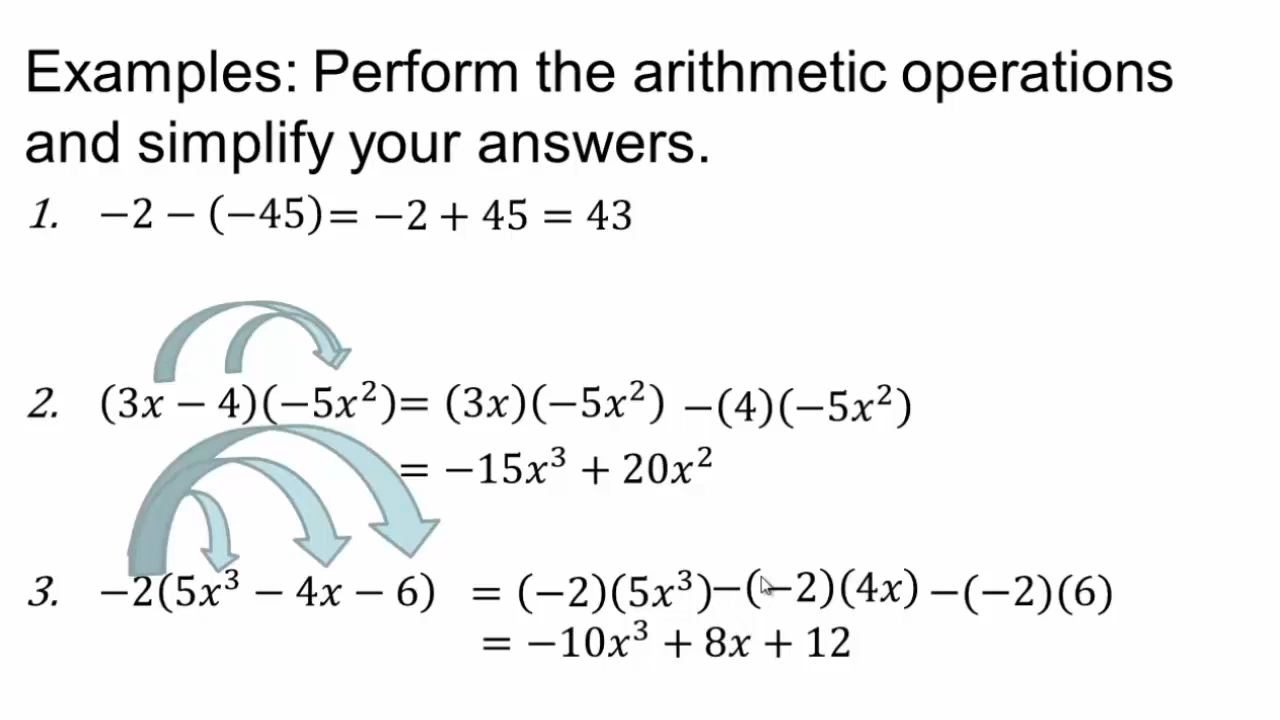 Examples: Perform the arithmetic operations
and simplify your answers.
1. −2 − (−45)= −2 + 45 = 43
2. (3x − 4)(−5x²)= (3x)(−5x²) −(4)(−5x²)
= −15x³ + 20x²
3. −2(5x³ − 4x − 6) = (−2)(5x³)−(−2)(4x) −(−2)(6)
= −10x³ + 8x + 12